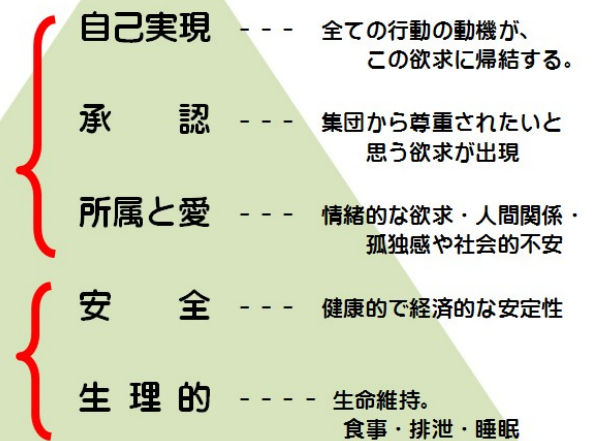 自己実現 - - - 全ての行動の動機が、
この欲求に帰結する。
承 認 - - - 集団から尊重されたいと
思う欲求が出現
所属と愛 - - - 情緒的な欲求・人間関係・
孤独感や社会的不安
安 全 - - - 健康的で経済的な安定性
生 理 的 - - - - 生命維持。
食事・排泄・睡眠